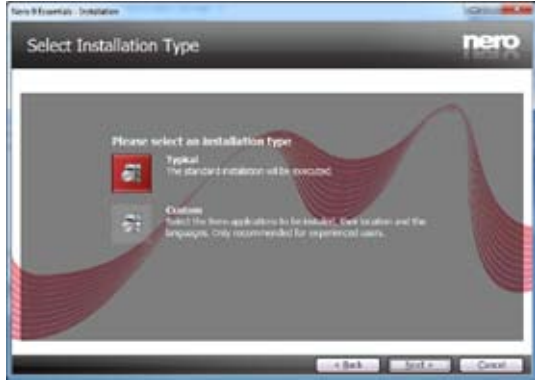 Nero 9 Essentials - Installation
Select Installation Type
nero
Please select an installation type
Typical
The standard installation will be executed.
Custom
Select the Nero applications to be installed, their location and the
languages. Only recommended for experienced users.
< Back
Next >
Cancel